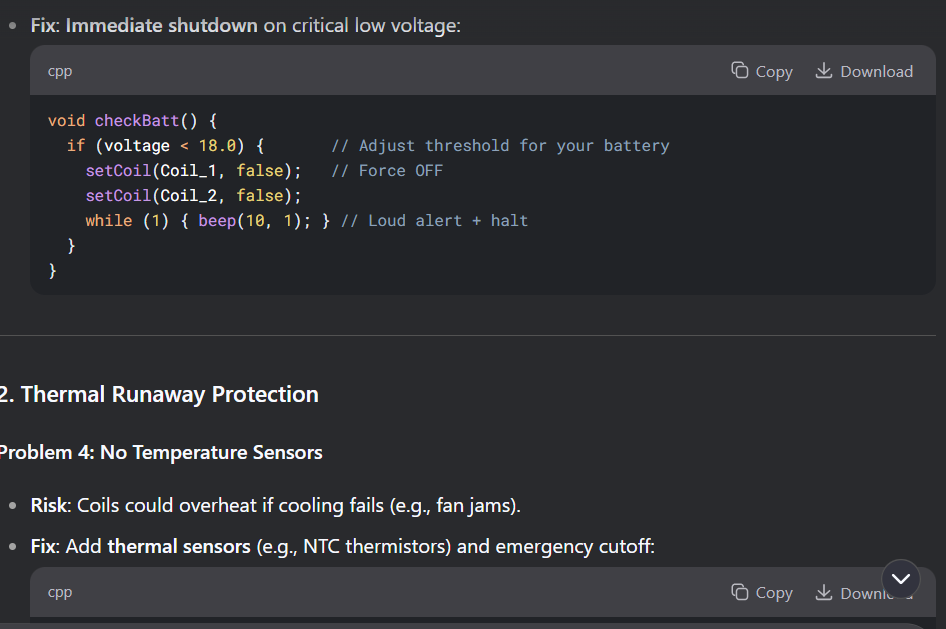 Fix: Immediate shutdown on critical low voltage:
cpp Copy Download
void checkBatt() {
  if (voltage < 18.0) {       // Adjust threshold for your battery
    setCoil(Coil_1, false);   // Force OFF
    setCoil(Coil_2, false);
    while (1) { beep(10, 1); } // Loud alert + halt
  }
}
2. Thermal Runaway Protection
Problem 4: No Temperature Sensors
Risk: Coils could overheat if cooling fails (e.g., fan jams).
Fix: Add thermal sensors (e.g., NTC thermistors) and emergency cutoff:
cpp Copy